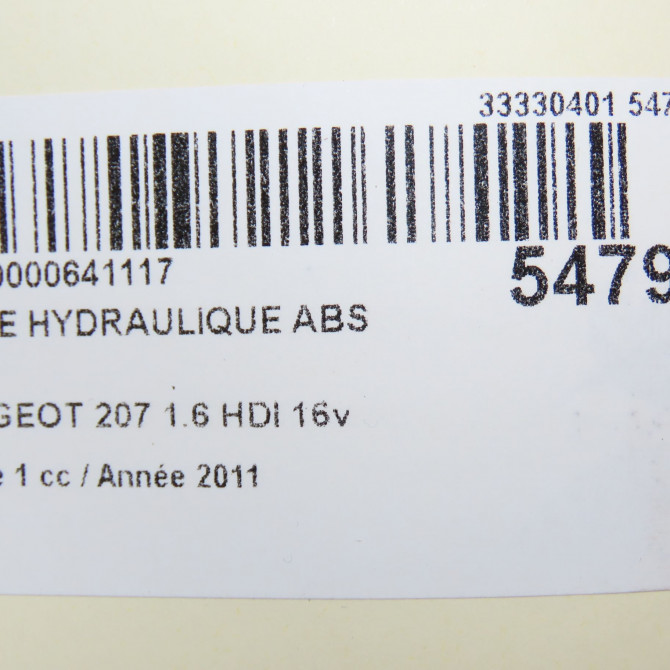 33330401 547
0000641117
5479
E HYDRAULIQUE ABS
GEOT 207 1.6 HDI 16v
e 1 cc / Année 2011